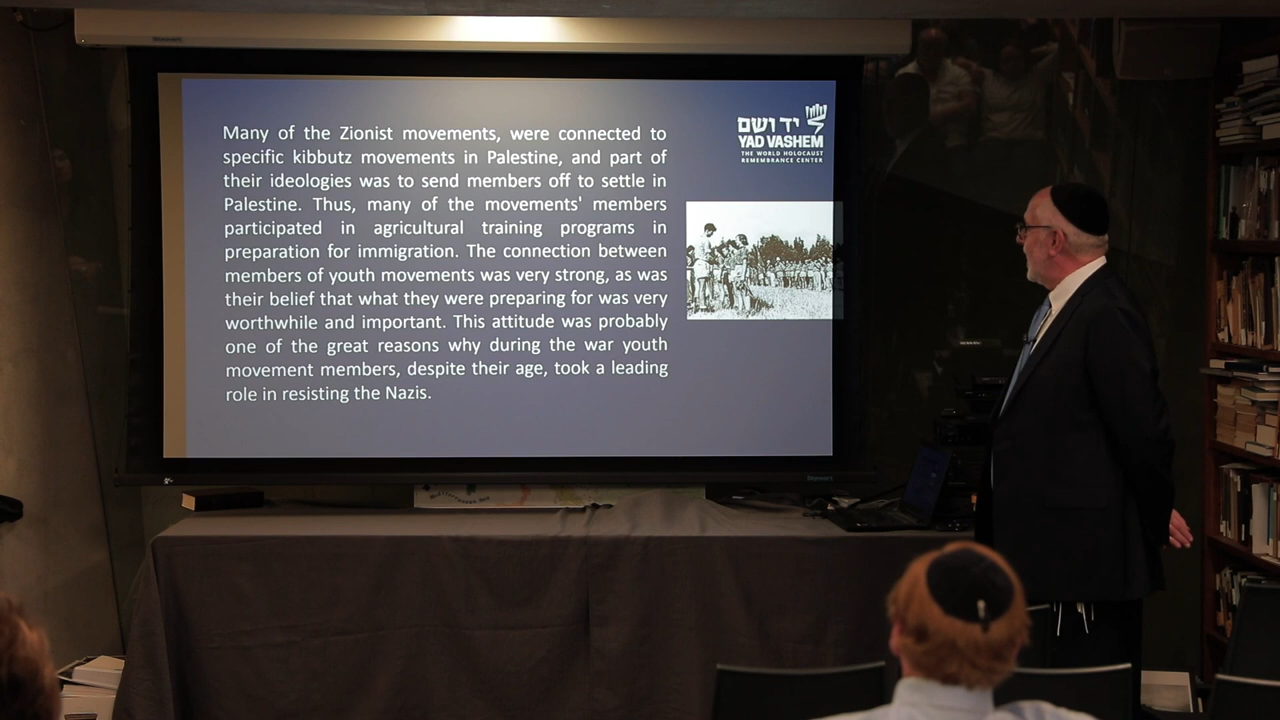 Many of the Zionist movements, were connected to
specific kibbutz movements in Palestine, and part of
their ideologies was to send members off to settle in
Palestine. Thus, many of the movements' members
participated in agricultural training programs in
preparation for immigration. The connection between
members of youth movements was very strong, as was
their belief that what they were preparing for was very
worthwhile and important. This attitude was probably
one of the great reasons why during the war youth
movement members, despite their age, took a leading
role in resisting the Nazis.
יד ושם
YAD VASHEM
THE WORLD HOLOCAUST
REMEMBRANCE CENTER
Mediterranean Sea